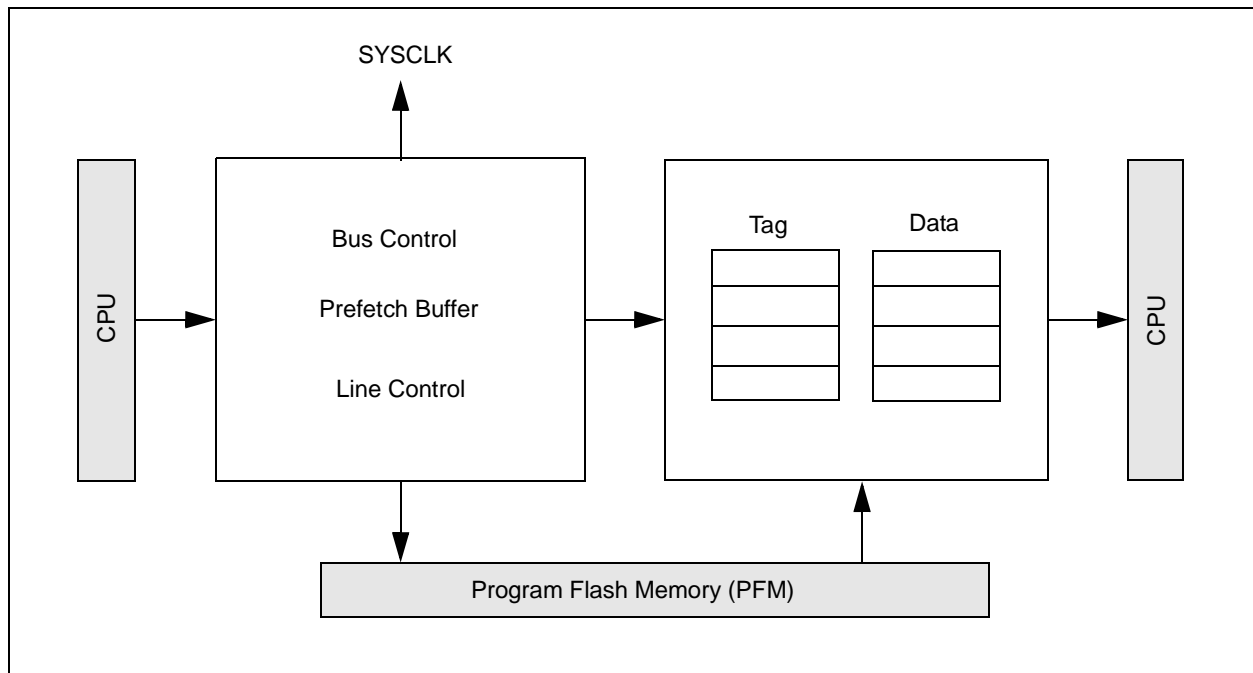 SYSCLK
CPU
Bus Control
Prefetch Buffer
Line Control
Tag
Data
CPU
Program Flash Memory (PFM)